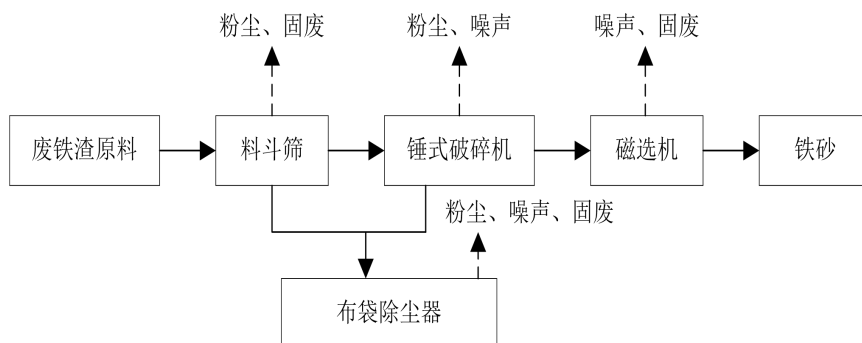 粉尘、固废
粉尘、噪声
噪声、固废
废铁渣原料
料斗筛
锤式破碎机
磁选机
铁砂
粉尘、噪声、固废
布袋除尘器